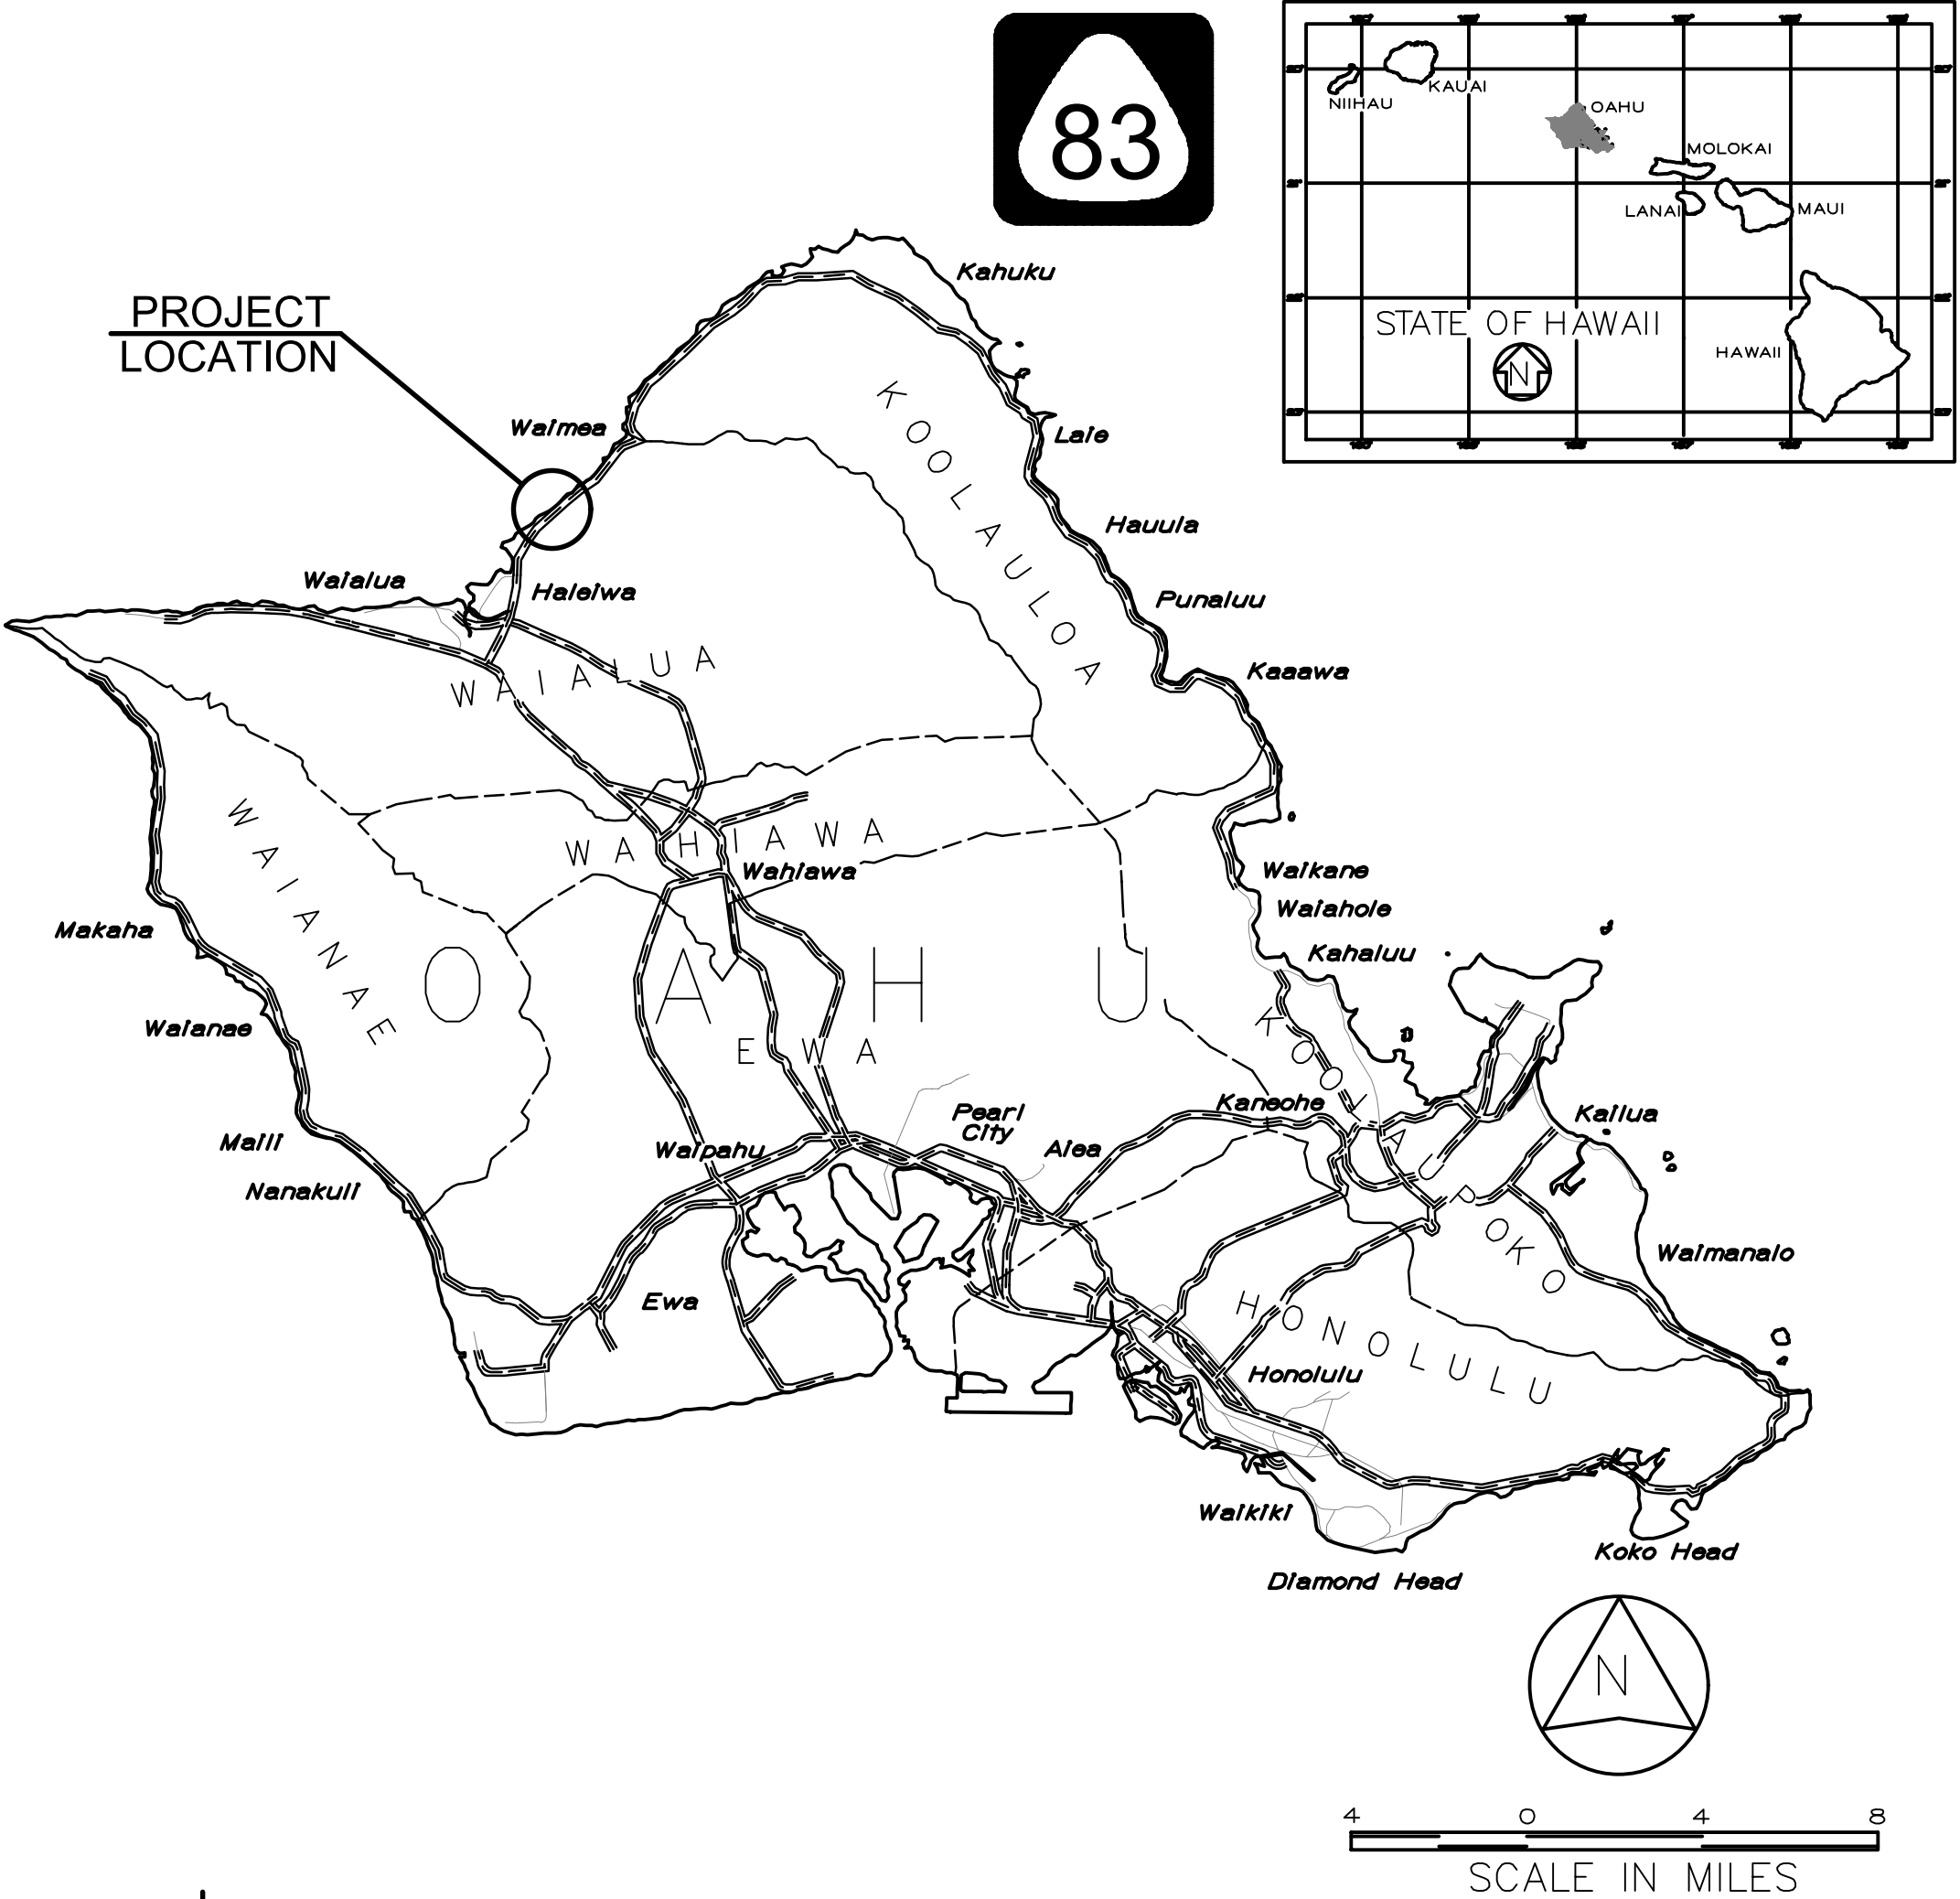 83
NIIHAU
KAUAI
OAHU
MOLOKAI
LANAI
MAUI
HAWAII
STATE OF HAWAII
N
PROJECT
LOCATION
Kahuku
Waimea
Laie
KOOLAULOA
Hauula
Waialua
Haleiwa
Punaluu
WAIALUA
Kaaawa
WAIANAE
WAHIAWA
Wahiawa
Waikane
Waiahole
Makaha
Kahaluu
OAHU
Waianae
EWA
KOOLAUPOKO
Kaneohe
Kailua
Pearl
City
Maili
Waipahu
Aiea
Nanakuli
Waimanalo
Ewa
HONOLULU
Honolulu
Waikiki
Koko Head
Diamond Head
N
4 0 4 8
SCALE IN MILES